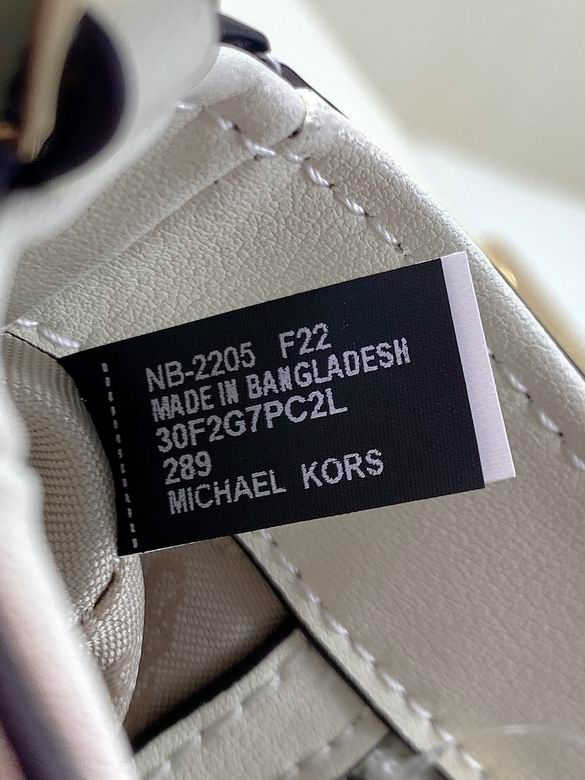 NB-2205 F22
MADE IN BANGLADESH
30F2G7PC2L
289
MICHAEL KORS